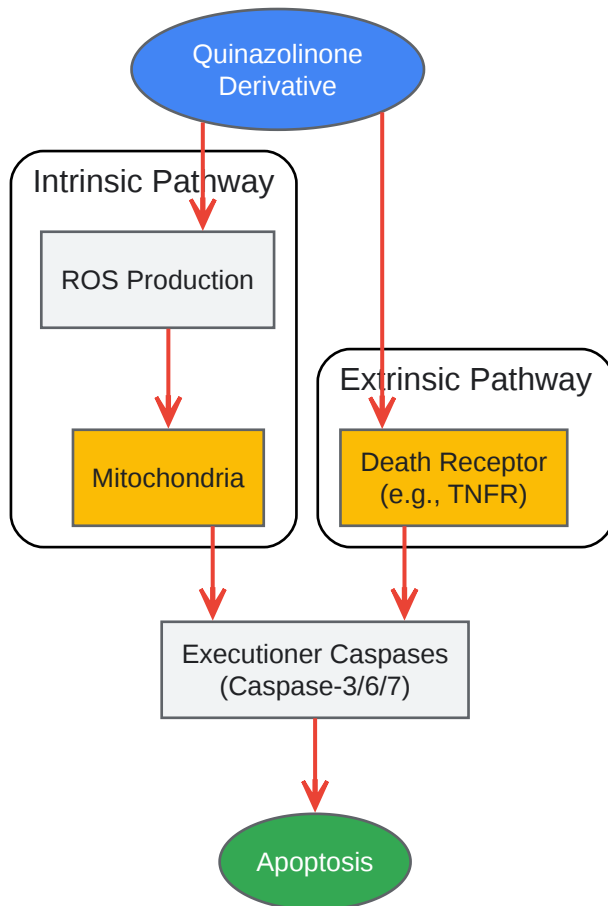 Quinazolinone
Derivative
Intrinsic Pathway
ROS Production
Extrinsic Pathway
Mitochondria
Death Receptor
(e.g., TNFR)
Executioner Caspases
(Caspase-3/6/7)
Apoptosis